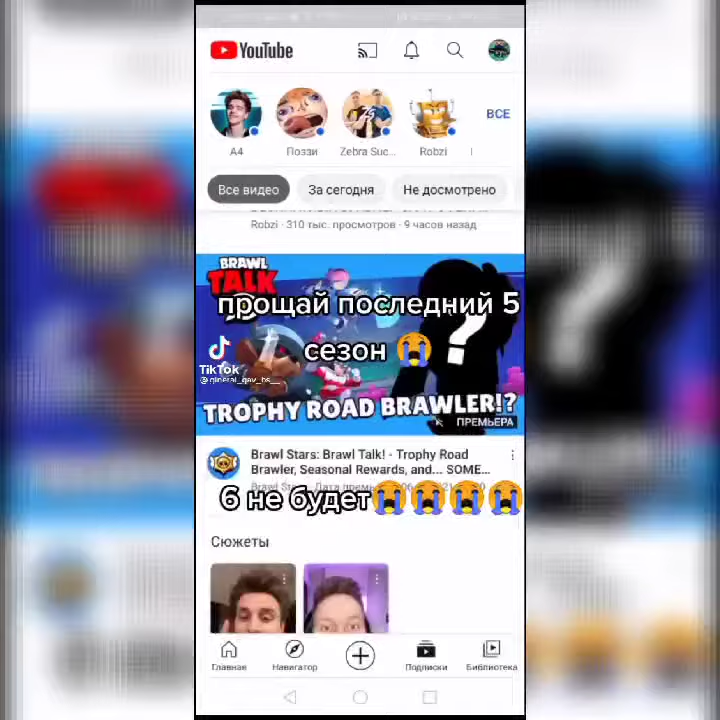 YouTube
A4
Поззи
Zebra Suc...
Robzi
ВСЕ
Все видео
За сегодня
Не досмотрено
Robzi · 310 тыс. просмотров · 9 часов назад
BRAWL
TALK
прощай последний 5
сезон 😭
?
TikTok
TROPHY ROAD BRAWLER!?
ПРЕМЬЕРА
Brawl Stars: Brawl Talk! - Trophy Road
Brawler, Seasonal Rewards, and... SOME...
6 не будет😭😭😭😭
Сюжеты
Главная
Навигатор
Подписки
Библиотека